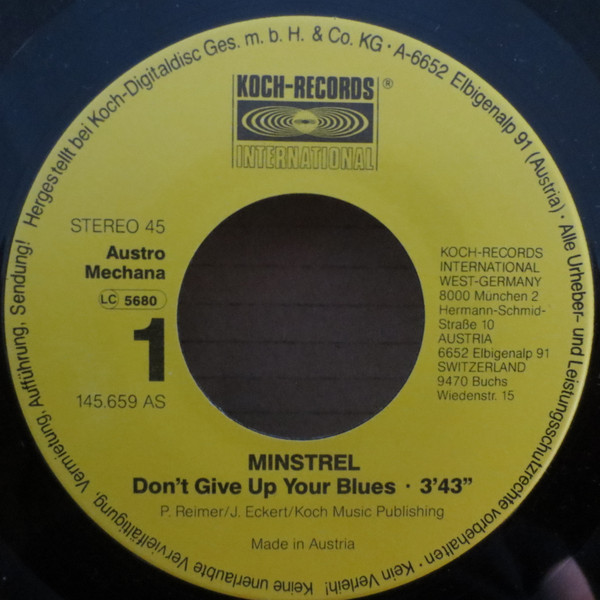 Hergestellt bei Koch-Digitaldisc Ges. m. b. H. & Co. KG · A-6652 Elbigenalp 91 (Austria) · Alle Urheber- und Leistungsschutzrechte vorbehalten · Kein Verleih! Keine unerlaubte Vervielfältigung, Vermietung, Aufführung, Sendung!
KOCH-RECORDS ®
INTERNATIONAL
STEREO 45
Austro
Mechana
LC 5680
1
145.659 AS
KOCH-RECORDS
INTERNATIONAL
WEST-GERMANY
8000 München 2
Hermann-Schmid-
Straße 10
AUSTRIA
6652 Elbigenalp 91
SWITZERLAND
9470 Buchs
Wiedenstr. 15
MINSTREL
Don't Give Up Your Blues · 3'43”
P. Reimer/J. Eckert/Koch Music Publishing
Made in Austria